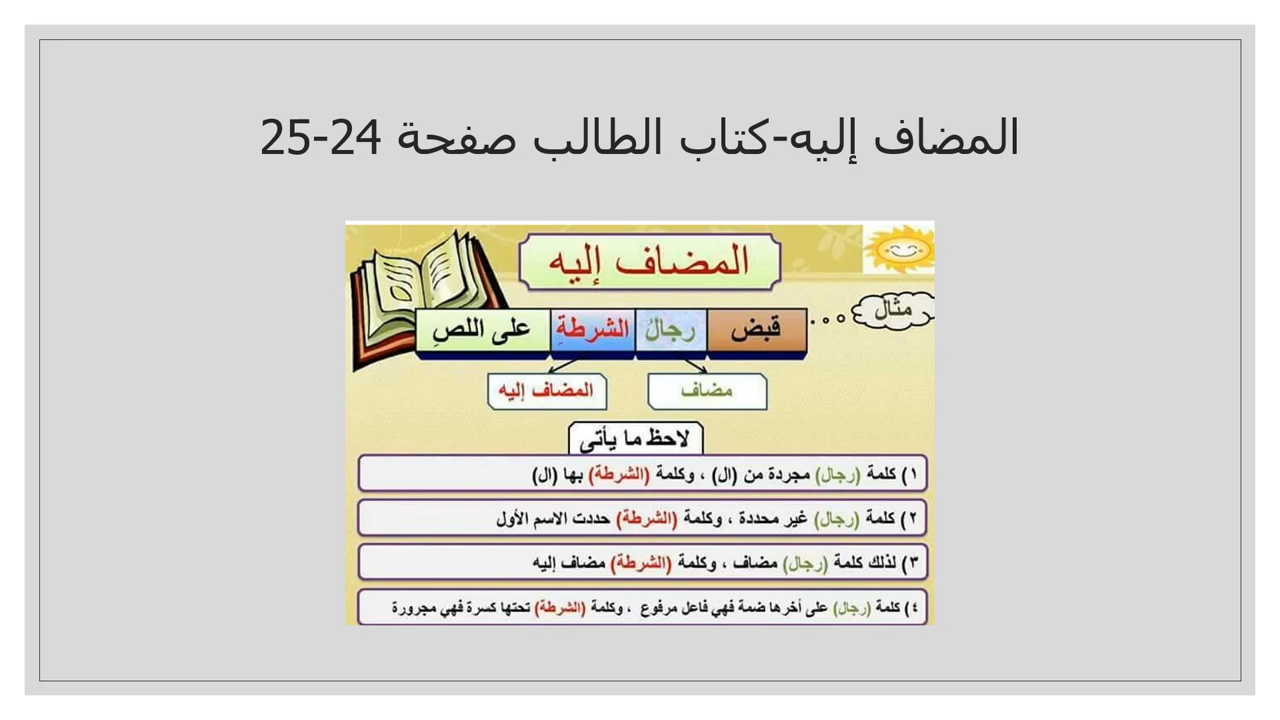 المضاف إليه-كتاب الطالب صفحة 24-25
المضاف إليه
مثال
قبض رجالُ الشرطةِ على اللصِ
مضاف المضاف إليه
لاحظ ما يأتي
١) كلمة (رجال) مجردة من (ال) ، وكلمة (الشرطة) بها (ال)
٢) كلمة (رجال) غير محددة ، وكلمة (الشرطة) حددت الاسم الأول
٣) لذلك كلمة (رجال) مضاف ، وكلمة (الشرطة) مضاف إليه
٤) كلمة (رجال) على أخرها ضمة فهي فاعل مرفوع ، وكلمة (الشرطة) تحتها كسرة فهي مجرورة